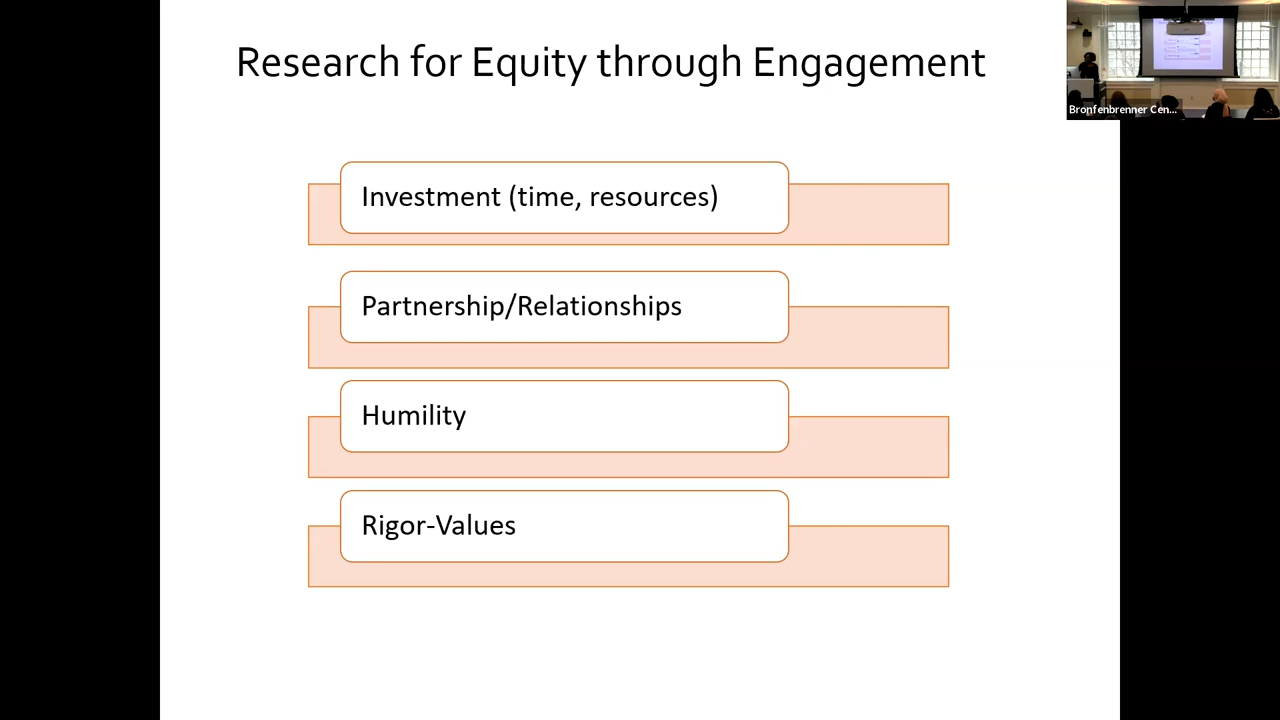 Research for Equity through Engagement
Bronfenbrenner Cen...
Investment (time, resources)
Partnership/Relationships
Humility
Rigor-Values